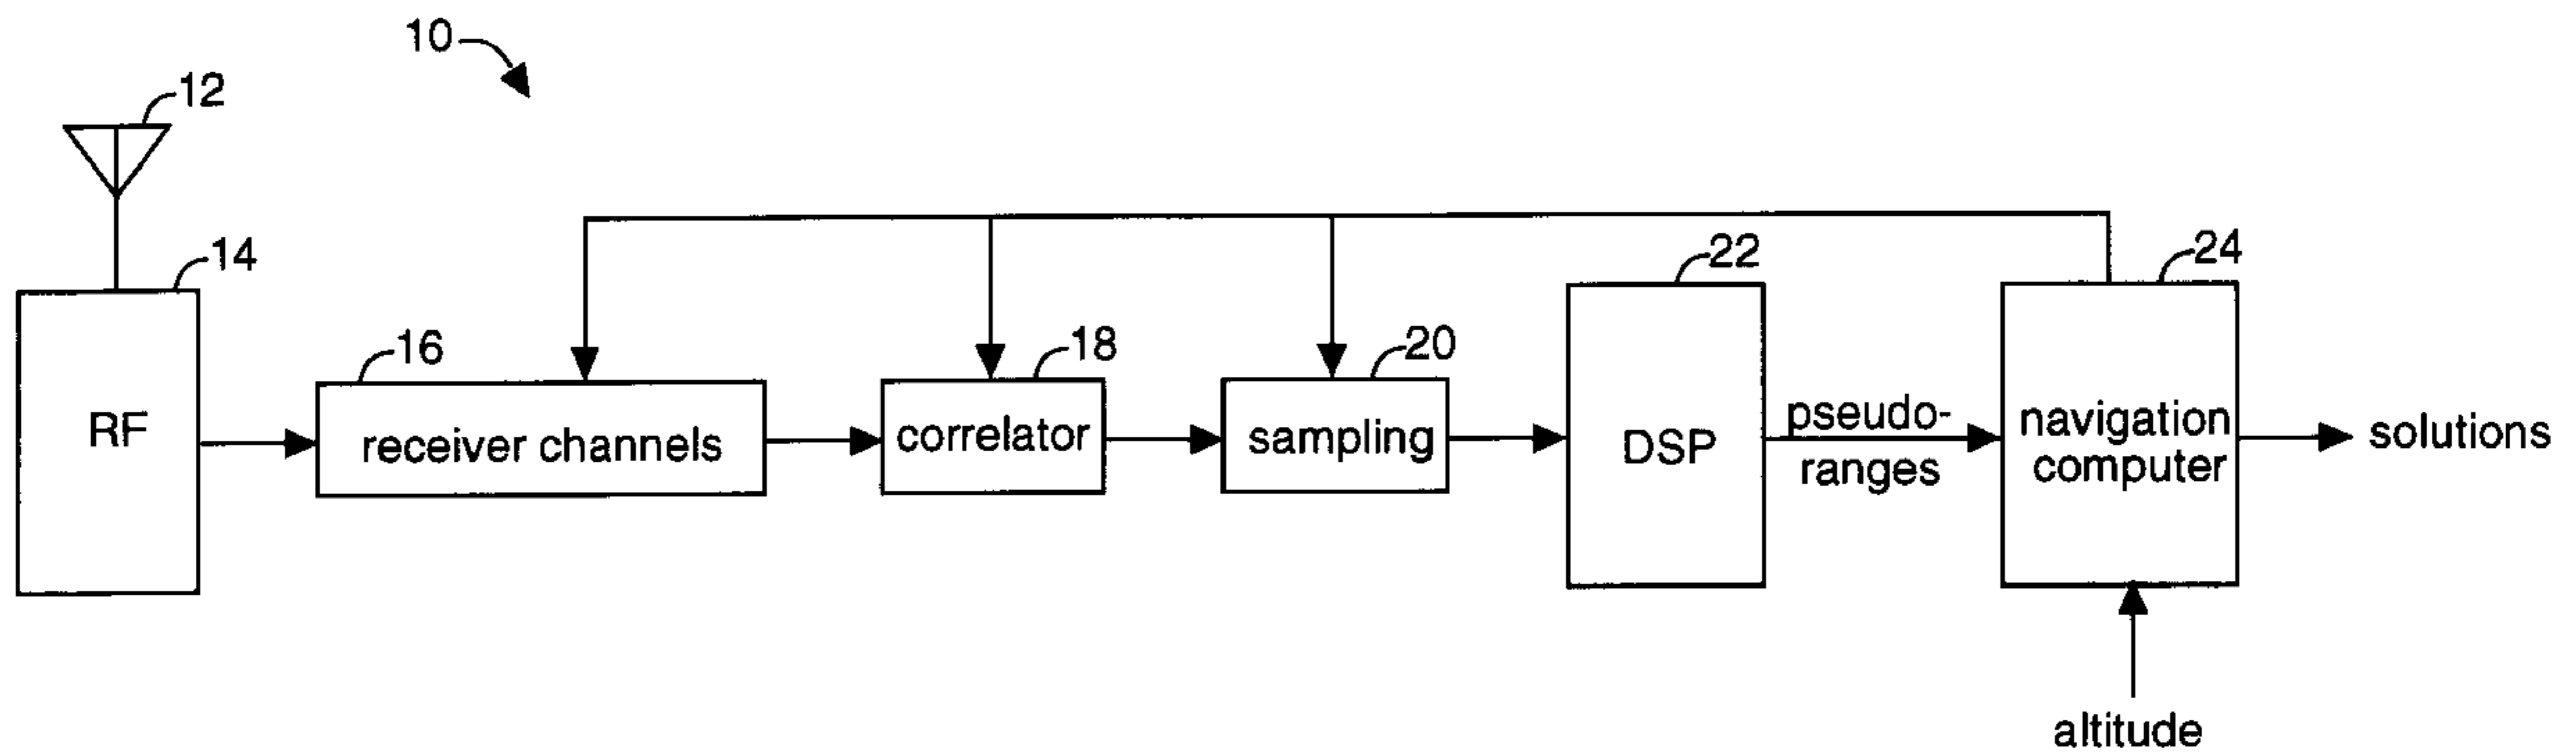 10
12
14
RF
16
receiver channels
18
correlator
20
sampling
22
DSP
pseudo-
ranges
24
navigation
computer
solutions
altitude